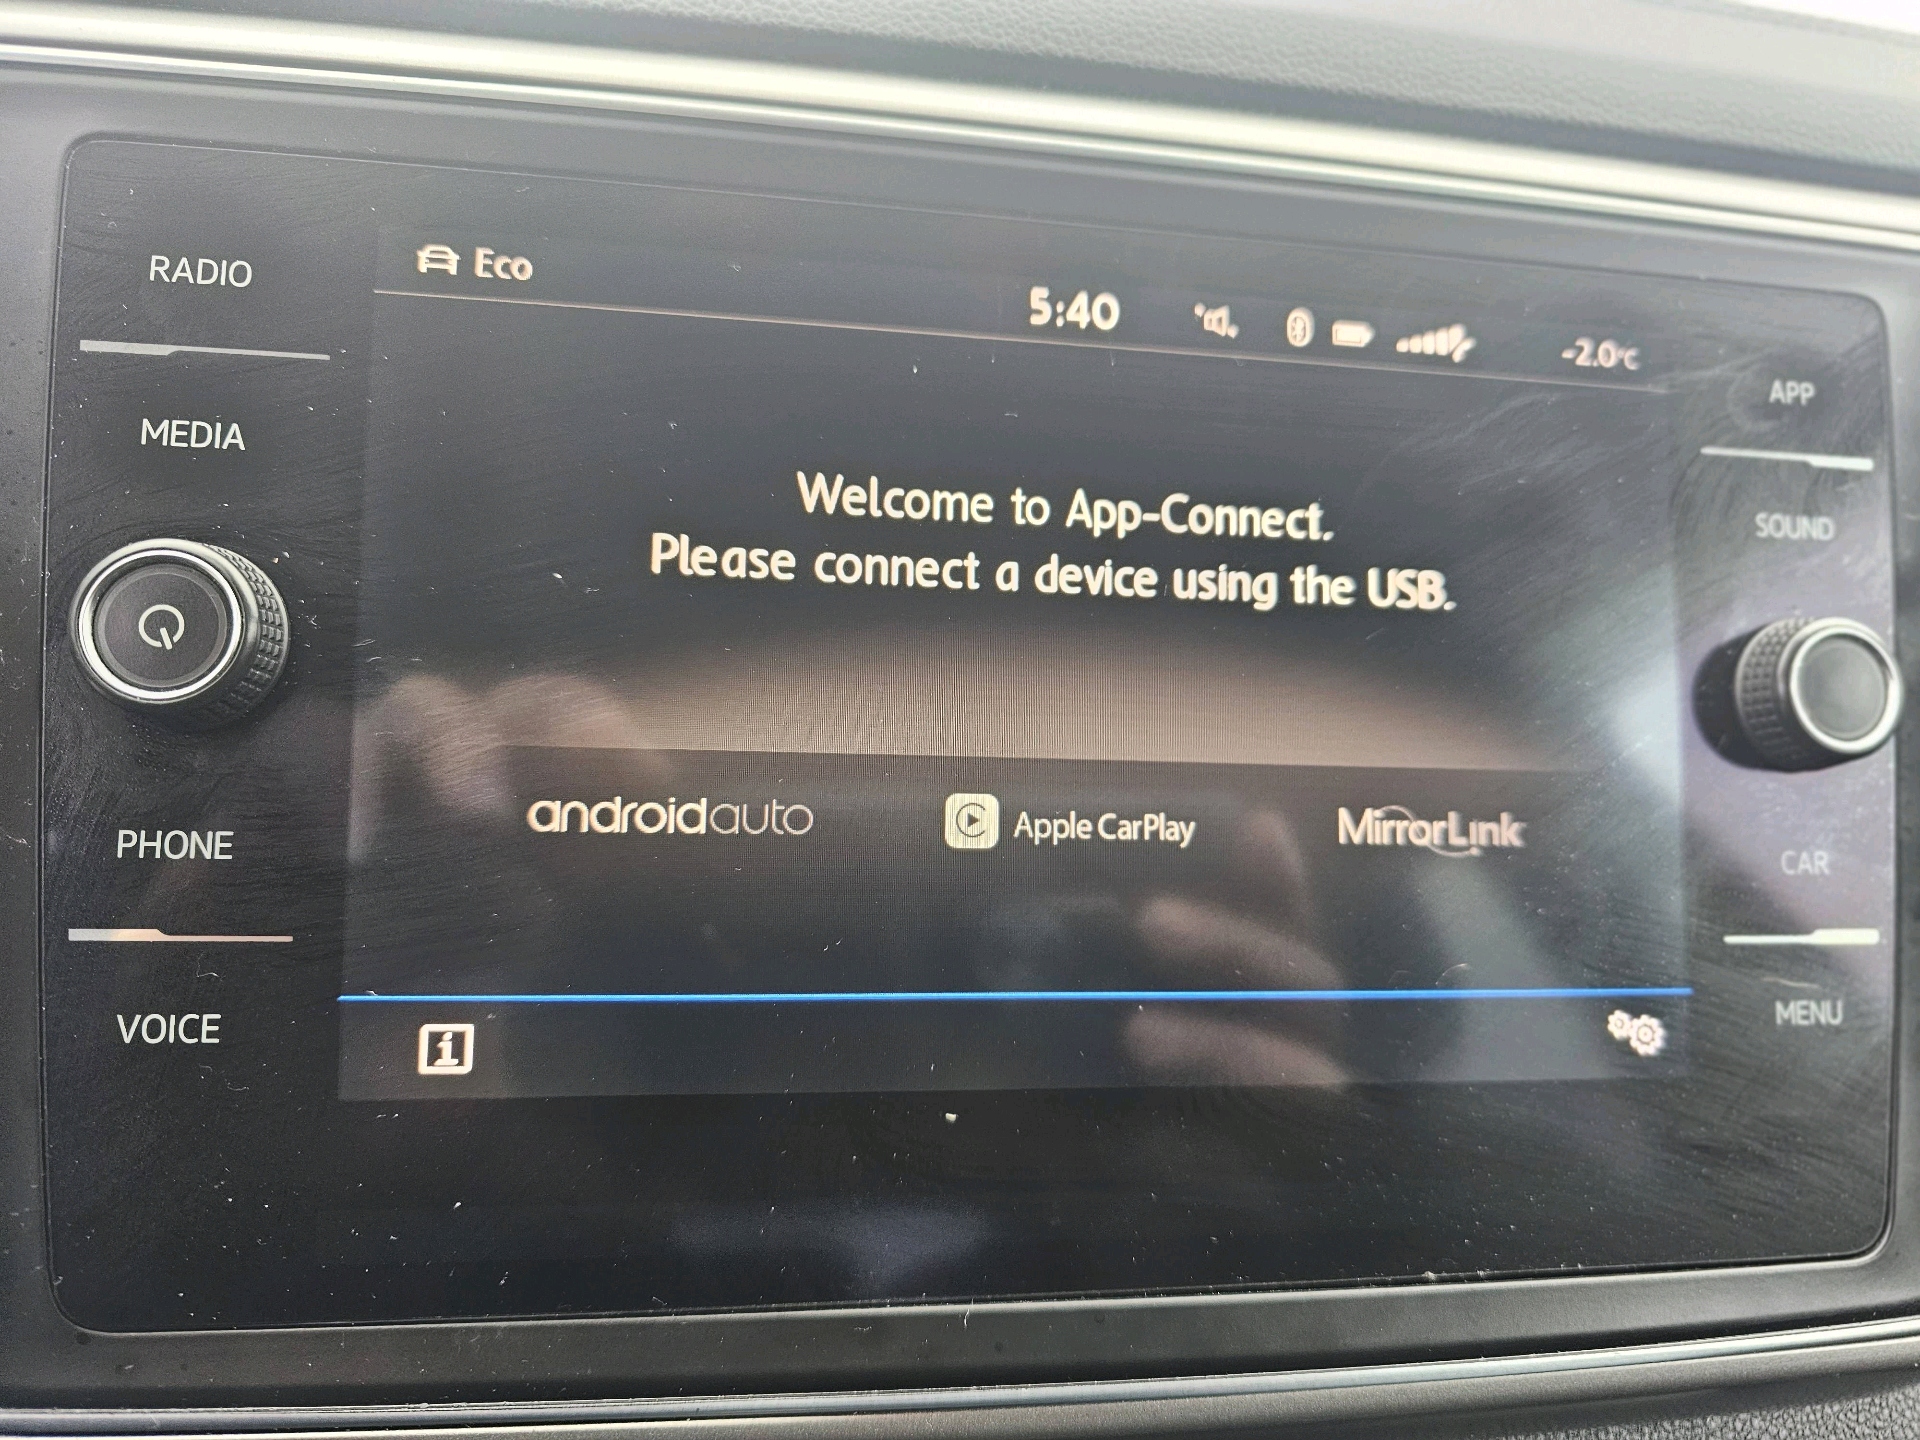 RADIO
MEDIA
PHONE
VOICE
Eco
5:40
-2.0°C
Welcome to App-Connect.
Please connect a device using the USB.
androidauto
Apple CarPlay
MirrorLink
i
APP
SOUND
CAR
MENU